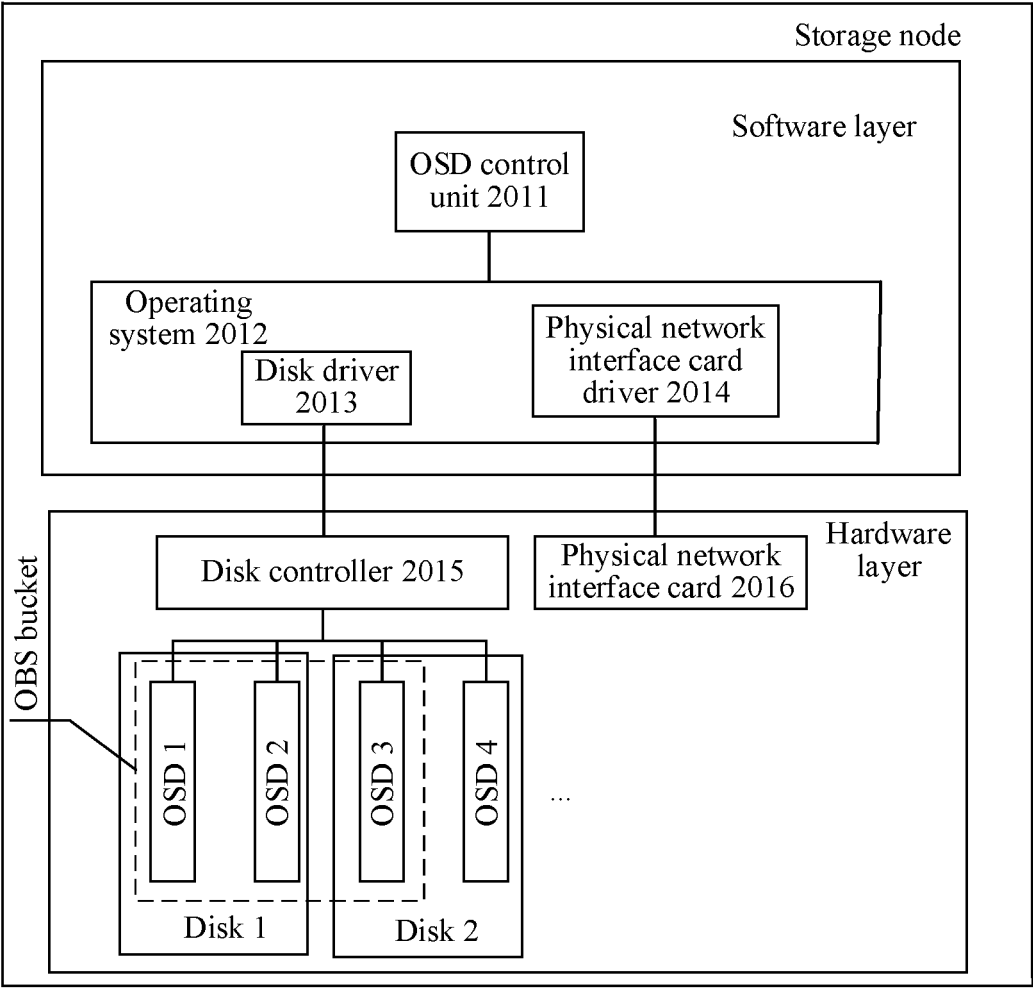 Storage node
Software layer
OSD control
unit 2011
Operating
system 2012
Disk driver
2013
Physical network
interface card
driver 2014
Hardware
layer
Disk controller 2015
Physical network
interface card 2016
OBS bucket
OSD 1
OSD 2
OSD 3
OSD 4
...
Disk 1
Disk 2